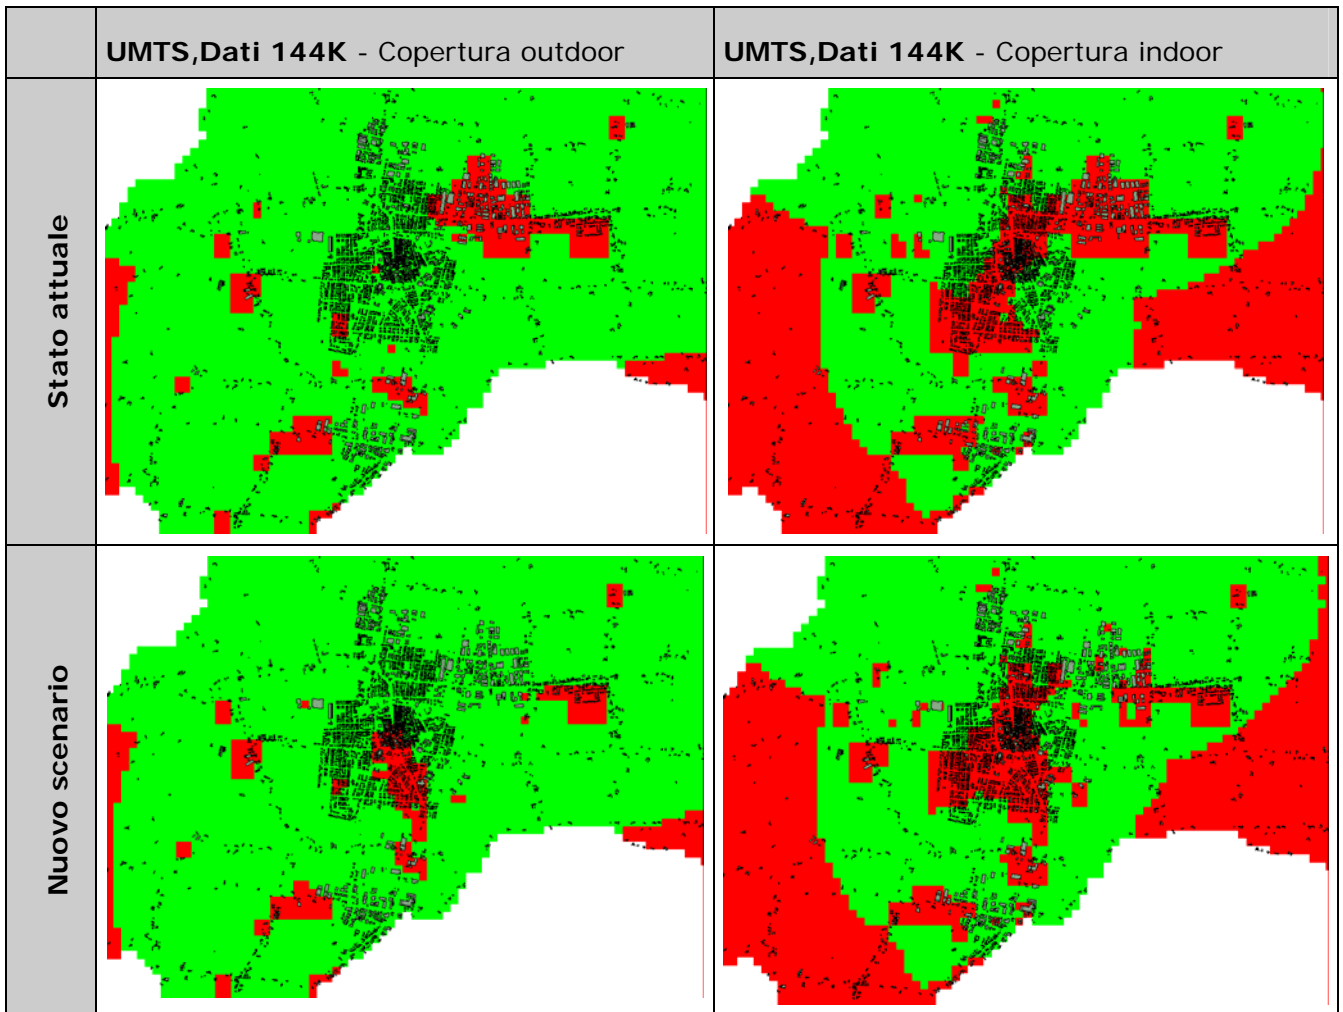 UMTS,Dati 144K - Copertura outdoor
UMTS,Dati 144K - Copertura indoor
Stato attuale
Nuovo scenario